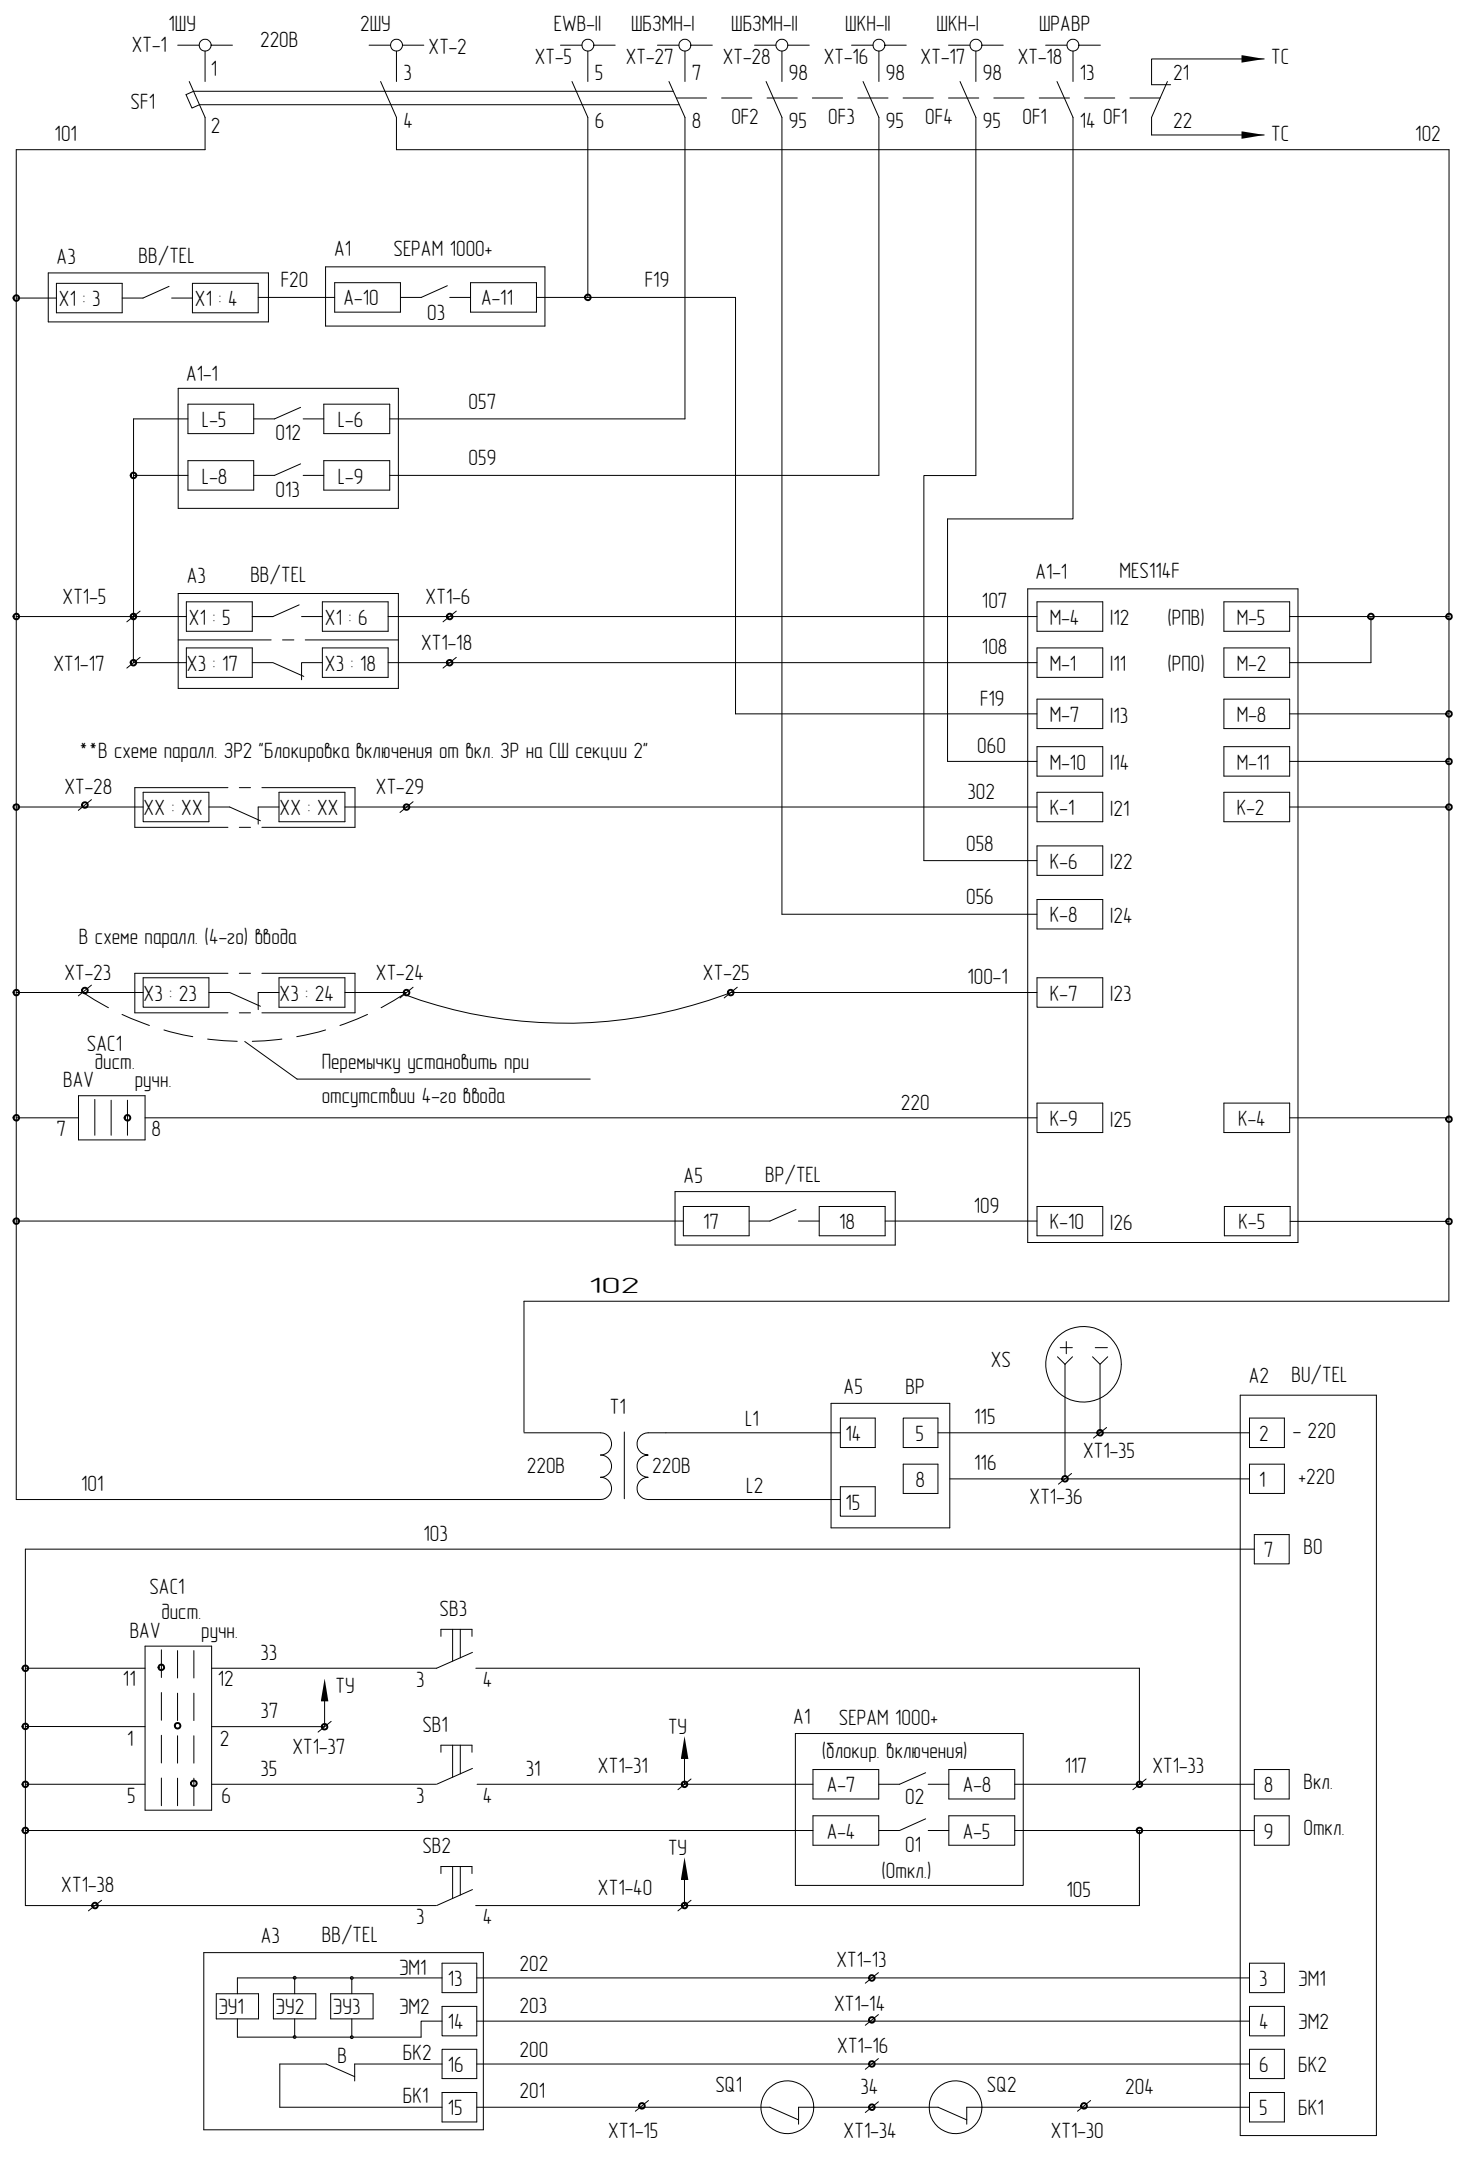 1ШУ 2ШУ EWB-II ШБЗМН-I ШБЗМН-II ШКН-II ШКН-I ШРАВР
XT-1 220В XT-2 XT-5 XT-27 XT-28 XT-16 XT-17 XT-18
1 3 5 7 98 98 98 13 21 ТС
SF1
2 4 6 8 OF2 95 OF3 95 OF4 95 OF1 14 OF1 22 ТС
101 102
A3 BB/TEL A1 SEPAM 1000+
F20 F19
X1 : 3 X1 : 4 A-10 O3 A-11
A1-1
L-5 O12 L-6 057
L-8 O13 L-9 059
A3 BB/TEL A1-1 MES114F
XT1-5 X1 : 5 X1 : 6 XT1-6 107 M-4 I12 (РПВ) M-5
XT1-17 X3 : 17 X3 : 18 XT1-18 108 M-1 I11 (РПО) M-2
F19 M-7 I13 M-8
**В схеме паралл. ЗР2 "Блокировка включения от вкл. ЗР на СШ секции 2"
060 M-10 I14 M-11
XT-28 XX : XX XX : XX XT-29 302 K-1 I21 K-2
058 K-6 I22
056 K-8 I24
В схеме паралл. (4-го) ввода
XT-23 X3 : 23 X3 : 24 XT-24 XT-25 100-1 K-7 I23
SAC1
дист.
BAV ручн.
Перемычку установить при
отсутствии 4-го ввода
7 8 220 K-9 I25 K-4
A5 BP/TEL
17 18 109 K-10 I26 K-5
102
XS + -
A5 BP A2 BU/TEL
T1 L1 14 5 115 XT1-35 2 - 220
220В 220В 8 116 XT1-36 1 +220
101 L2 15
103 7 ВО
SAC1
дист.
BAV ручн.
SB3
11 12 33 3 4
1 2 37 XT1-37 ТУ
SB1 ТУ A1 SEPAM 1000+
(блокир. включения)
5 6 35 3 4 31 XT1-31 A-7 O2 A-8 117 XT1-33 8 Вкл.
A-4 O1 A-5 9 Откл.
(Откл.)
SB2 ТУ
XT1-38 3 4 XT1-40 105
A3 BB/TEL
ЭУ1 ЭУ2 ЭУ3 ЭМ1 13 202 XT1-13 3 ЭМ1
ЭМ2 14 203 XT1-14 4 ЭМ2
В БК2 16 200 XT1-16 6 БК2
БК1 15 201 XT1-15 SQ1 34 XT1-34 SQ2 XT1-30 204 5 БК1